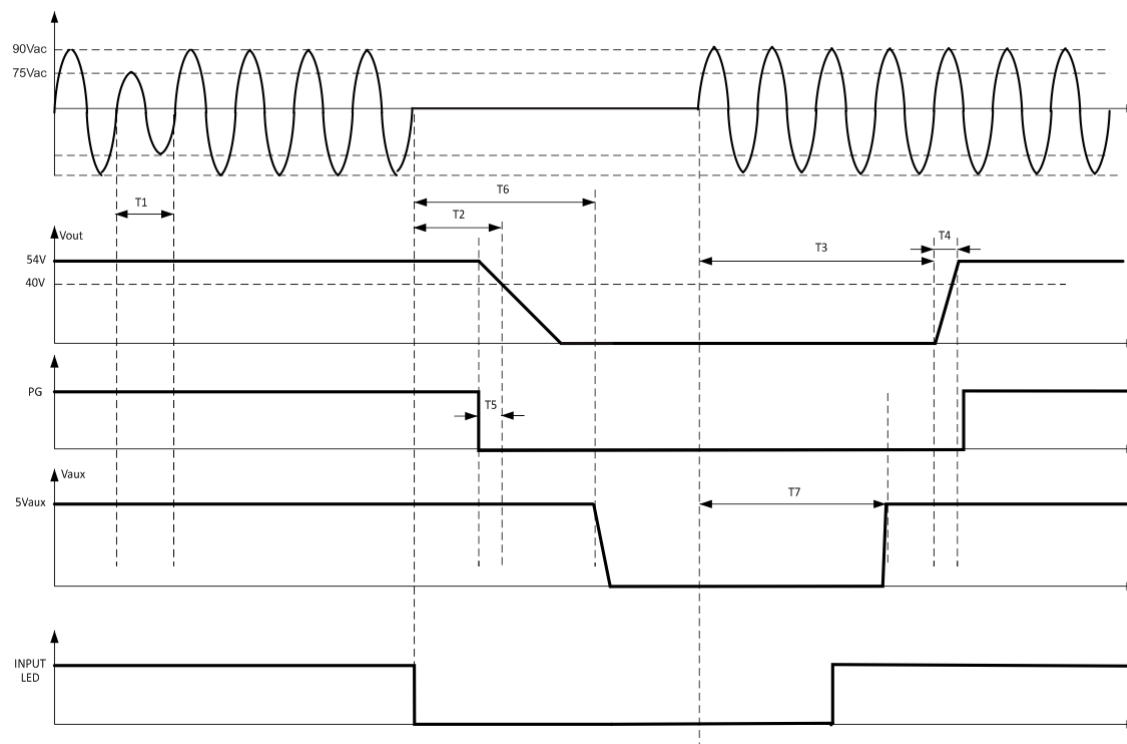 90Vac
75Vac
T1
T6
T2
Vout
54V
40V
T3
T4
PG
T5
Vaux
5Vaux
T7
INPUT
LED